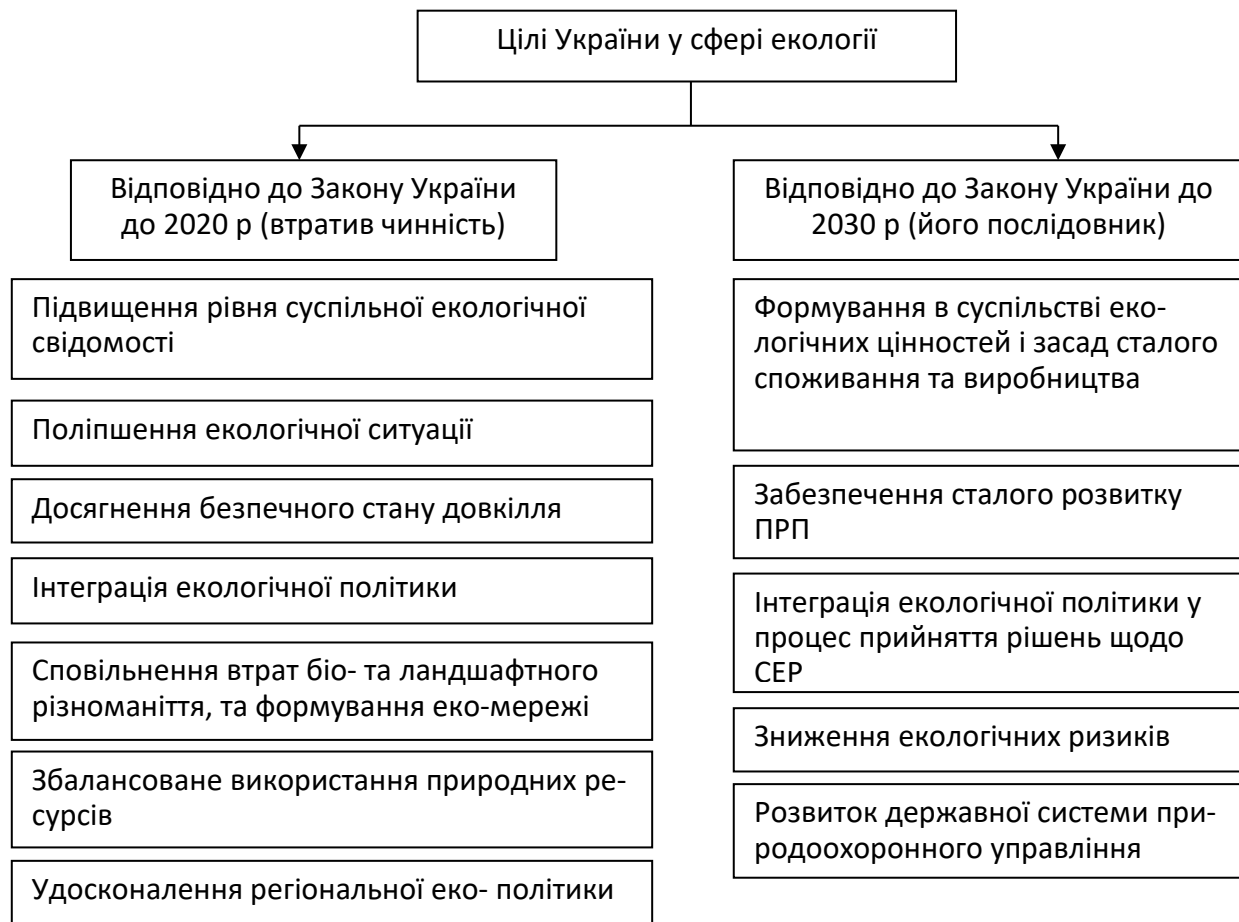 Цілі України у сфері екології
Відповідно до Закону України
до 2020 р (втратив чинність)
Підвищення рівня суспільної екологічної
свідомості
Поліпшення екологічної ситуації
Досягнення безпечного стану довкілля
Інтеграція екологічної політики
Сповільнення втрат біо- та ландшафтного
різноманіття, та формування еко-мережі
Збалансоване використання природних ре-
сурсів
Удосконалення регіональної еко- політики
Відповідно до Закону України до
2030 р (його послідовник)
Формування в суспільстві еко-
логічних цінностей і засад сталого
споживання та виробництва
Забезпечення сталого розвитку
ПРП
Інтеграція екологічної політики у
процес прийняття рішень щодо
СЕР
Зниження екологічних ризиків
Розвиток державної системи при-
родоохоронного управління